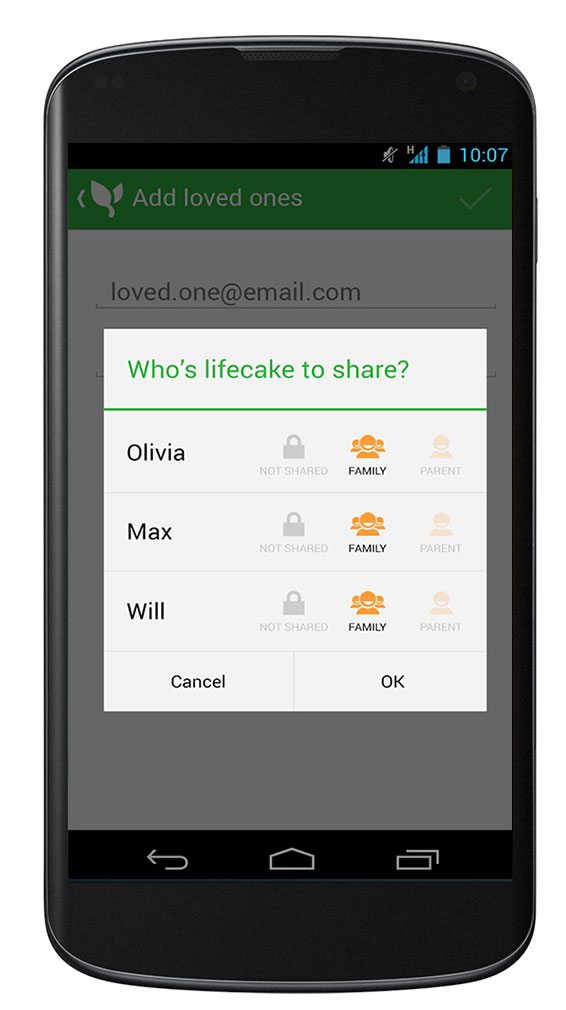 H 10:07
Add loved ones
loved.one@email.com
Who's lifecake to share?
Olivia NOT SHARED FAMILY PARENT
Max NOT SHARED FAMILY PARENT
Will NOT SHARED FAMILY PARENT
Cancel OK